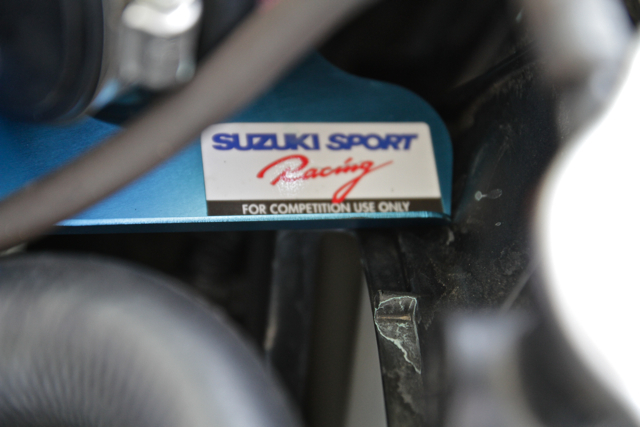 SUZUKI SPORT
Racing
FOR COMPETITION USE ONLY